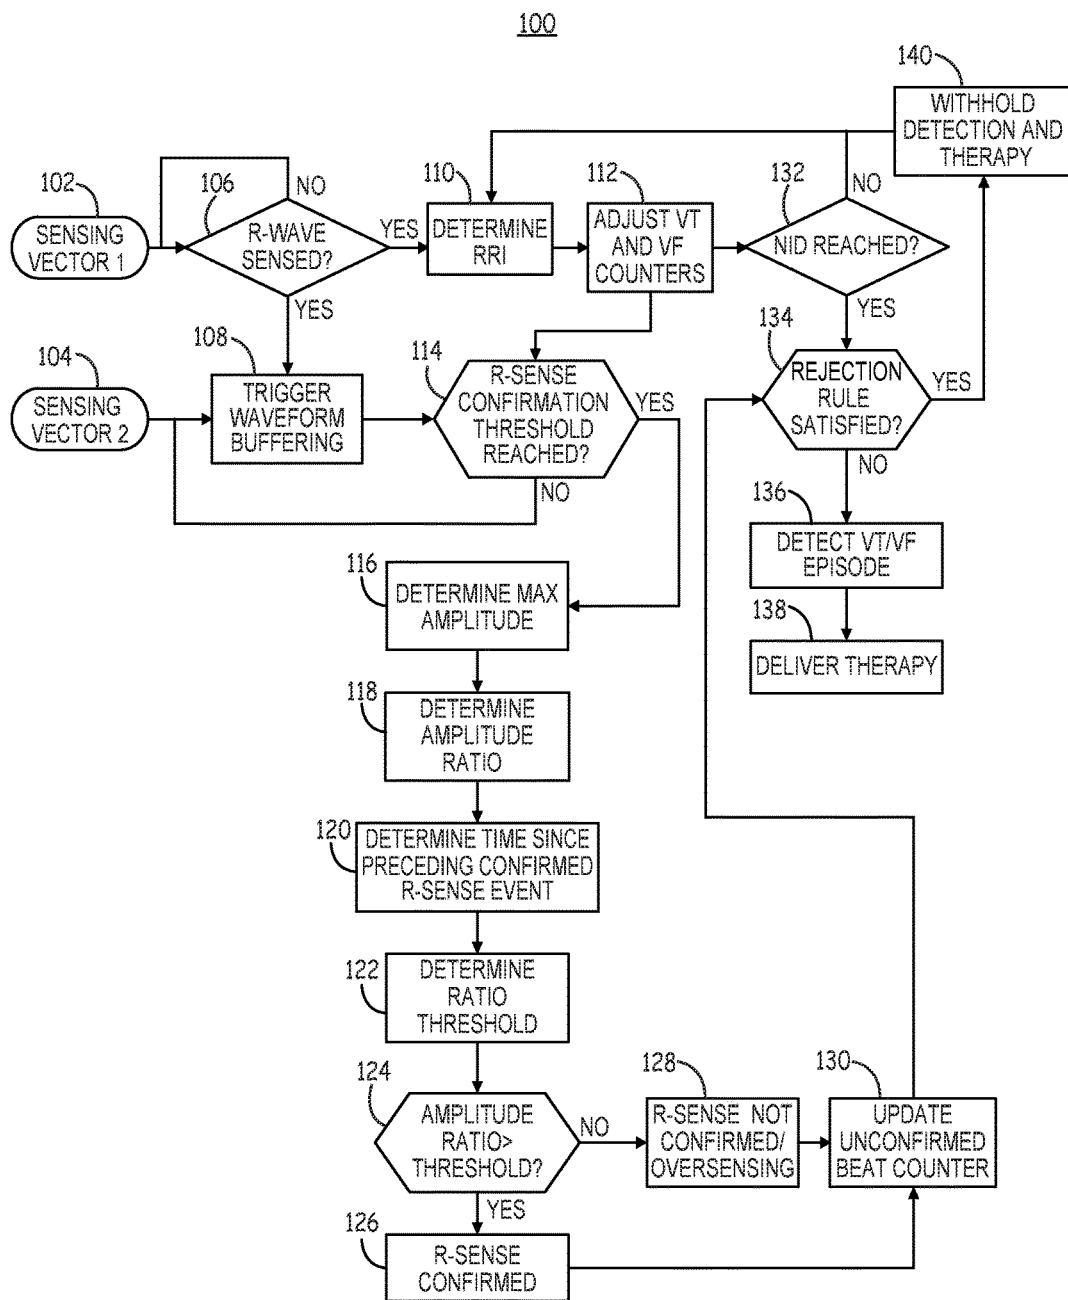 100
140
WITHHOLD
DETECTION AND
THERAPY
102
106
NO
110
112
132
NO
SENSING
VECTOR 1
R-WAVE
SENSED?
YES
DETERMINE
RRI
ADJUST VT
AND VF
COUNTERS
NID REACHED?
YES
YES
104
108
114
134
SENSING
VECTOR 2
TRIGGER
WAVEFORM
BUFFERING
R-SENSE
CONFIRMATION
THRESHOLD
REACHED?
YES
NO
REJECTION
RULE
SATISFIED?
YES
NO
136
DETECT VT/VF
EPISODE
116
DETERMINE MAX
AMPLITUDE
138
DELIVER THERAPY
118
DETERMINE
AMPLITUDE
RATIO
120
DETERMINE TIME SINCE
PRECEDING CONFIRMED
R-SENSE EVENT
122
DETERMINE
RATIO
THRESHOLD
124
AMPLITUDE
RATIO>
THRESHOLD?
NO
YES
128
R-SENSE NOT
CONFIRMED/
OVERSENSING
130
UPDATE
UNCONFIRMED
BEAT COUNTER
126
R-SENSE
CONFIRMED